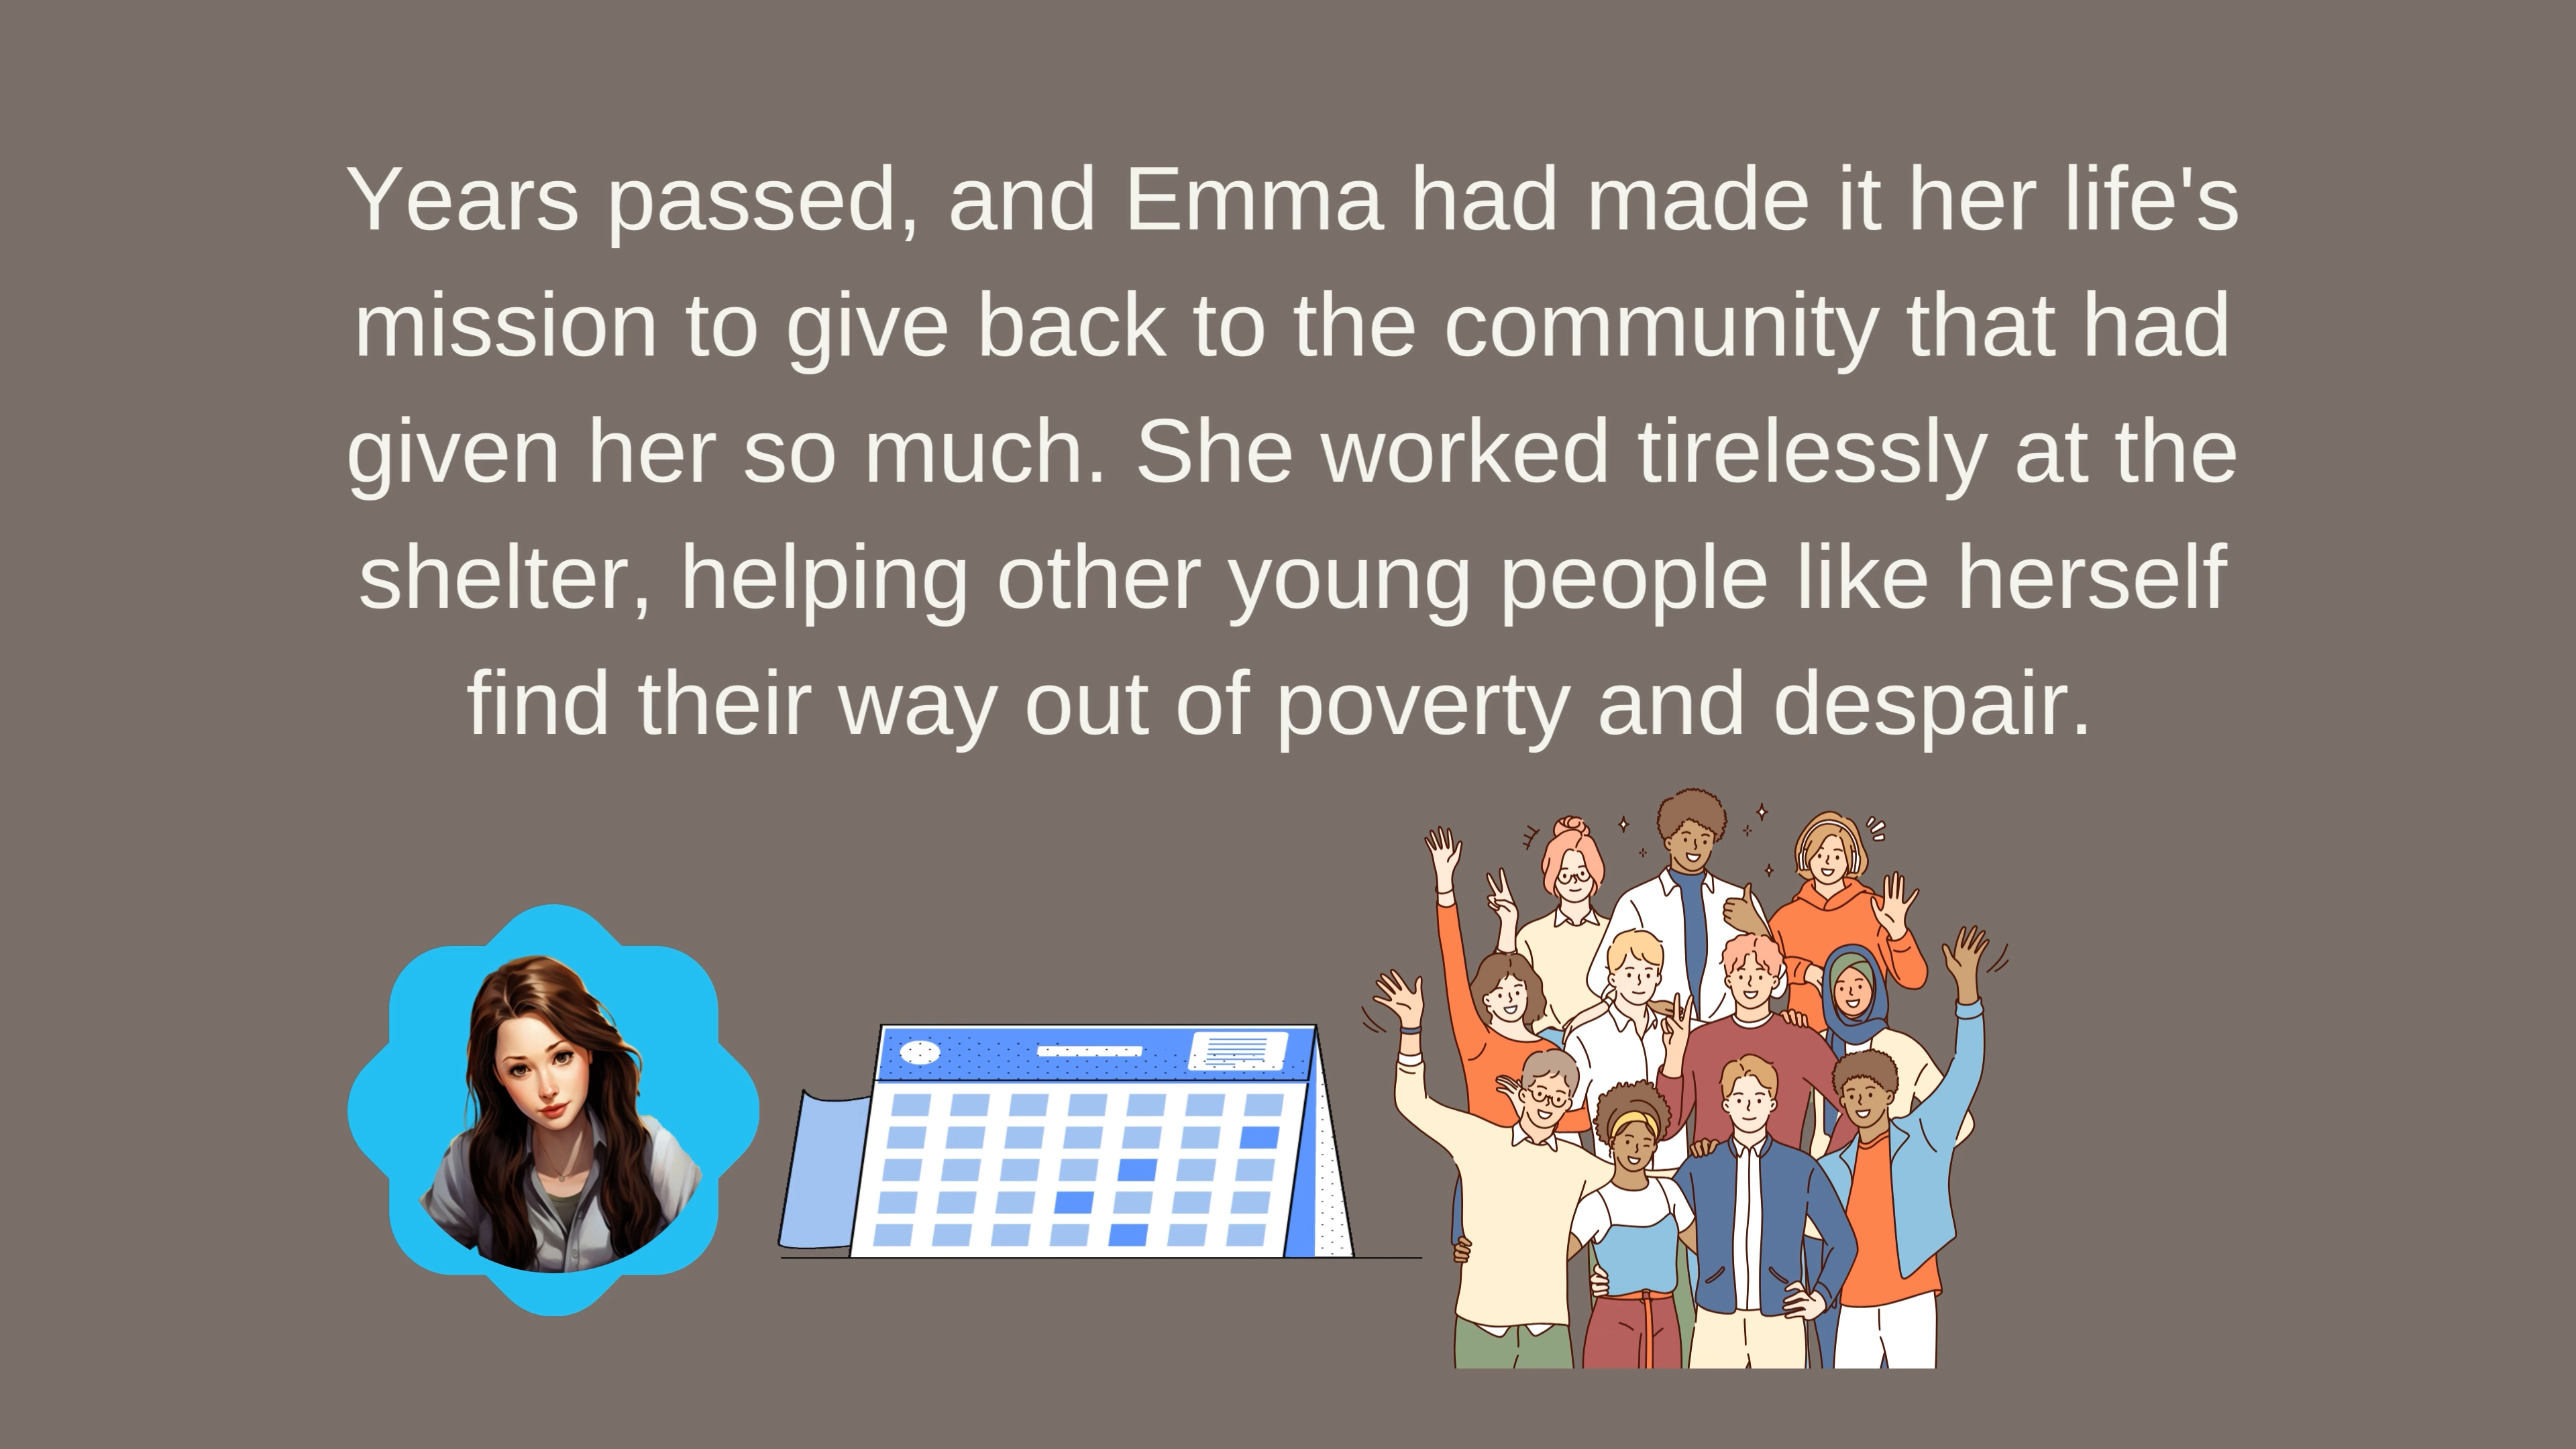 Years passed, and Emma had made it her life's
mission to give back to the community that had
given her so much. She worked tirelessly at the
shelter, helping other young people like herself
find their way out of poverty and despair.